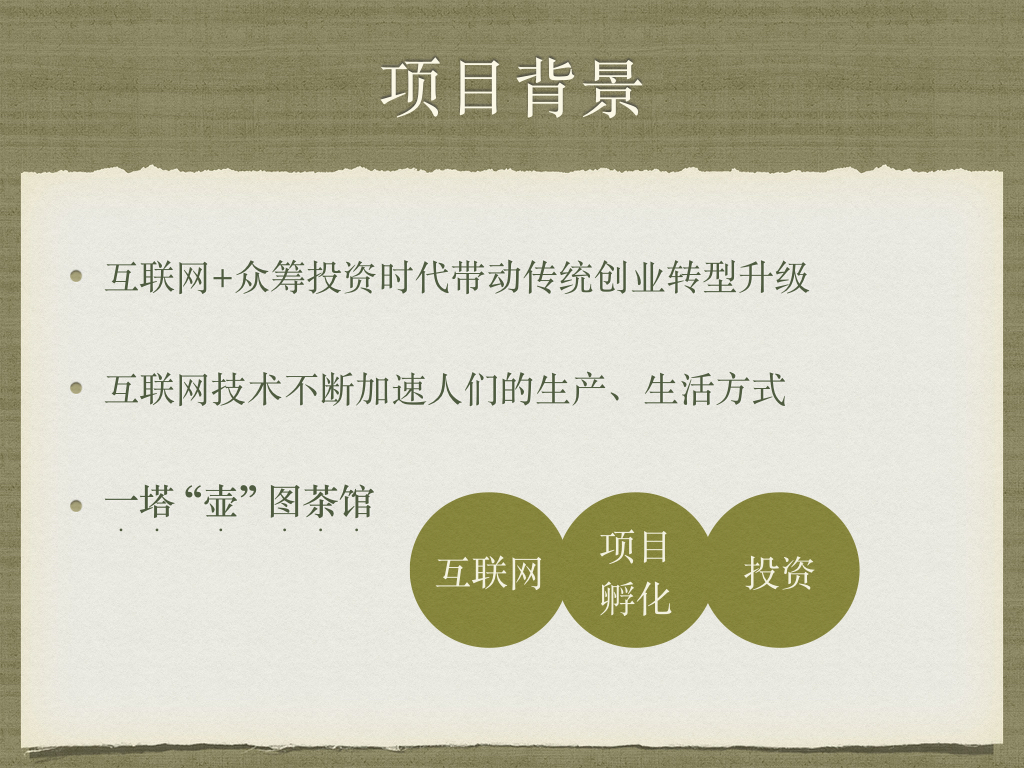 项目背景
互联网+众筹投资时代带动传统创业转型升级
互联网技术不断加速人们的生产、生活方式
一塔“壶”图茶馆
互联网
项目
孵化
投资